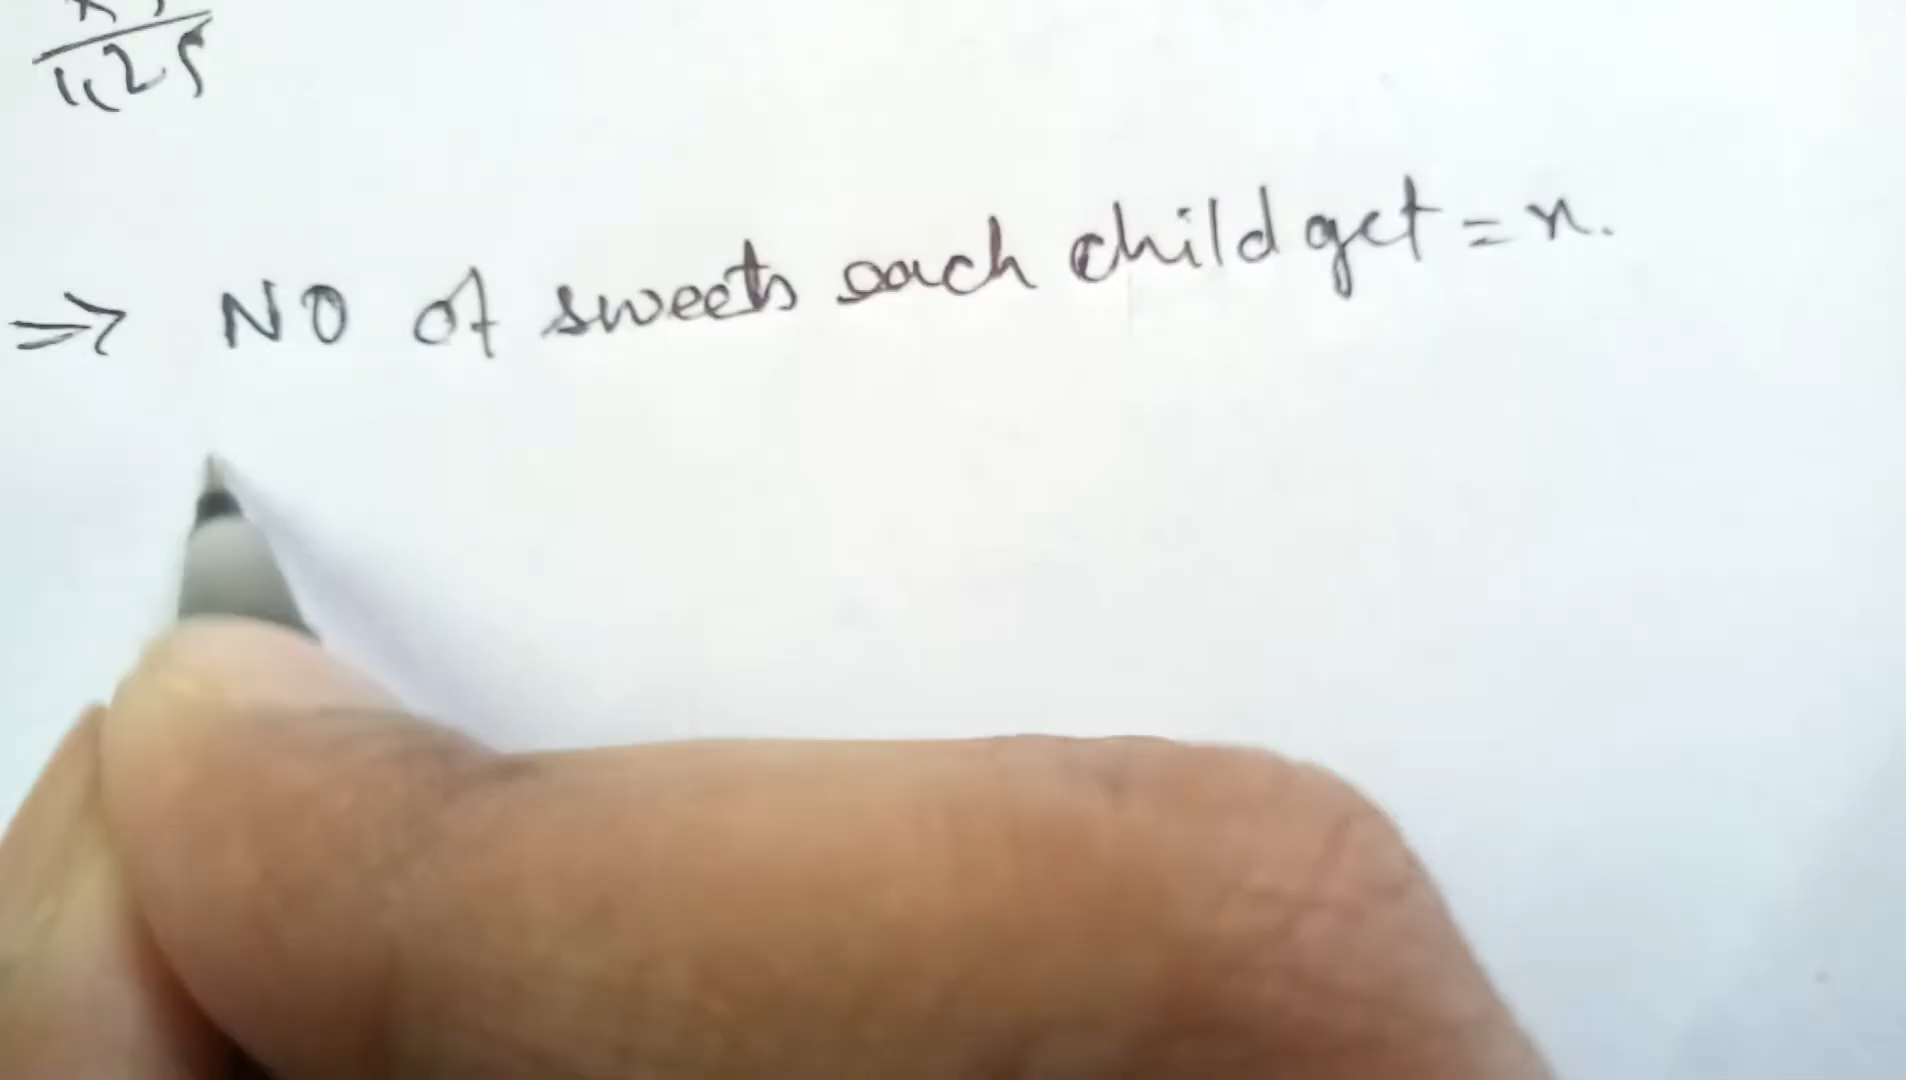 1125
⇒ NO of sweets each child get = x.